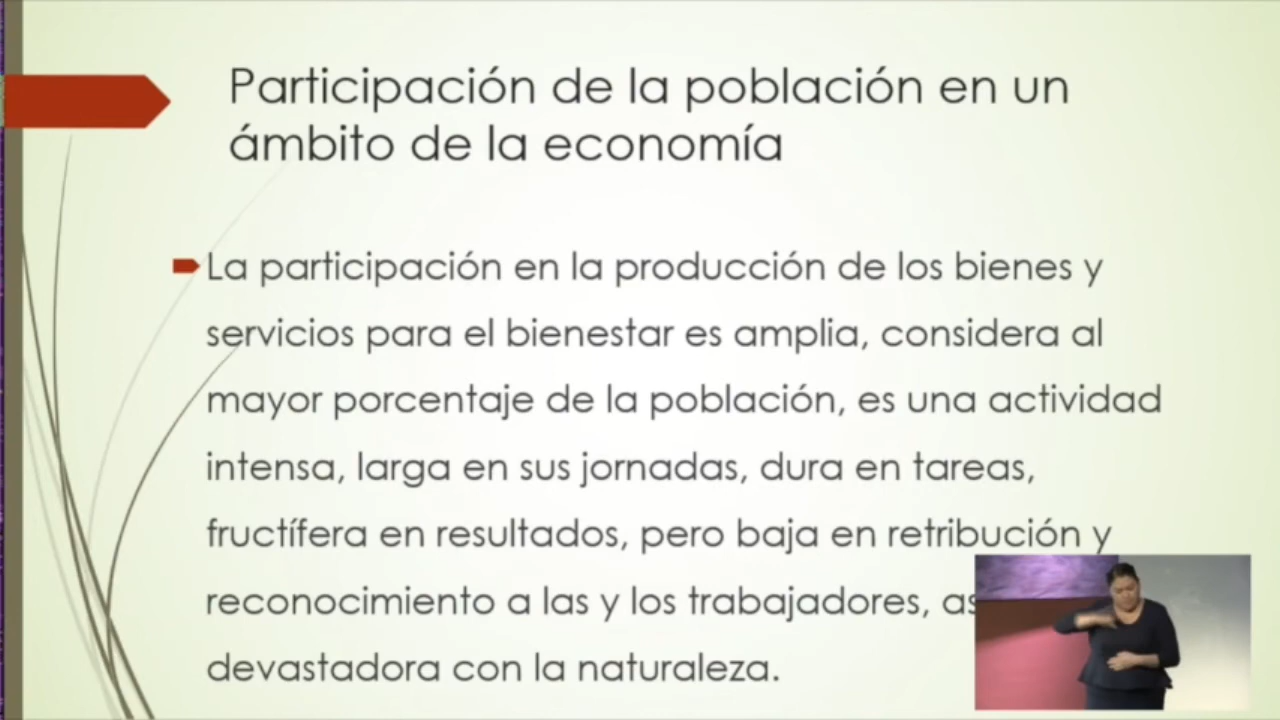 Participación de la población en un
ámbito de la economía
La participación en la producción de los bienes y
servicios para el bienestar es amplia, considera al
mayor porcentaje de la población, es una actividad
intensa, larga en sus jornadas, dura en tareas,
fructífera en resultados, pero baja en retribución y
reconocimiento a las y los trabajadores,
devastadora con la naturaleza.